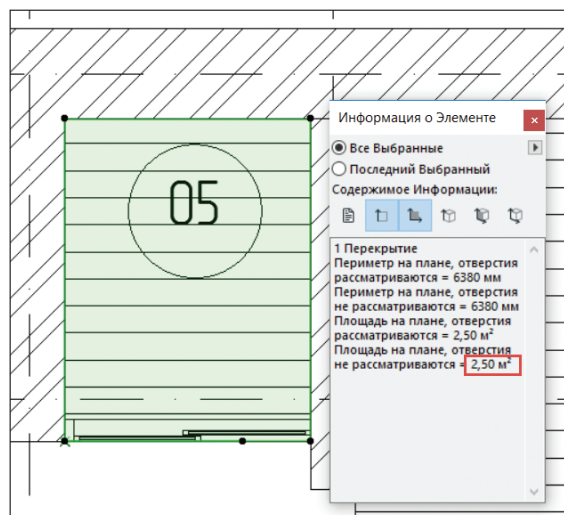 05
Информация о Элементе
Все Выбранные
Последний Выбранный
Содержимое Информации:
1 Перекрытие
Периметр на плане, отверстия
рассматриваются = 6380 мм
Периметр на плане, отверстия
не рассматриваются = 6380 мм
Площадь на плане, отверстия
рассматриваются = 2,50 м²
Площадь на плане, отверстия
не рассматриваются = 2,50 м²